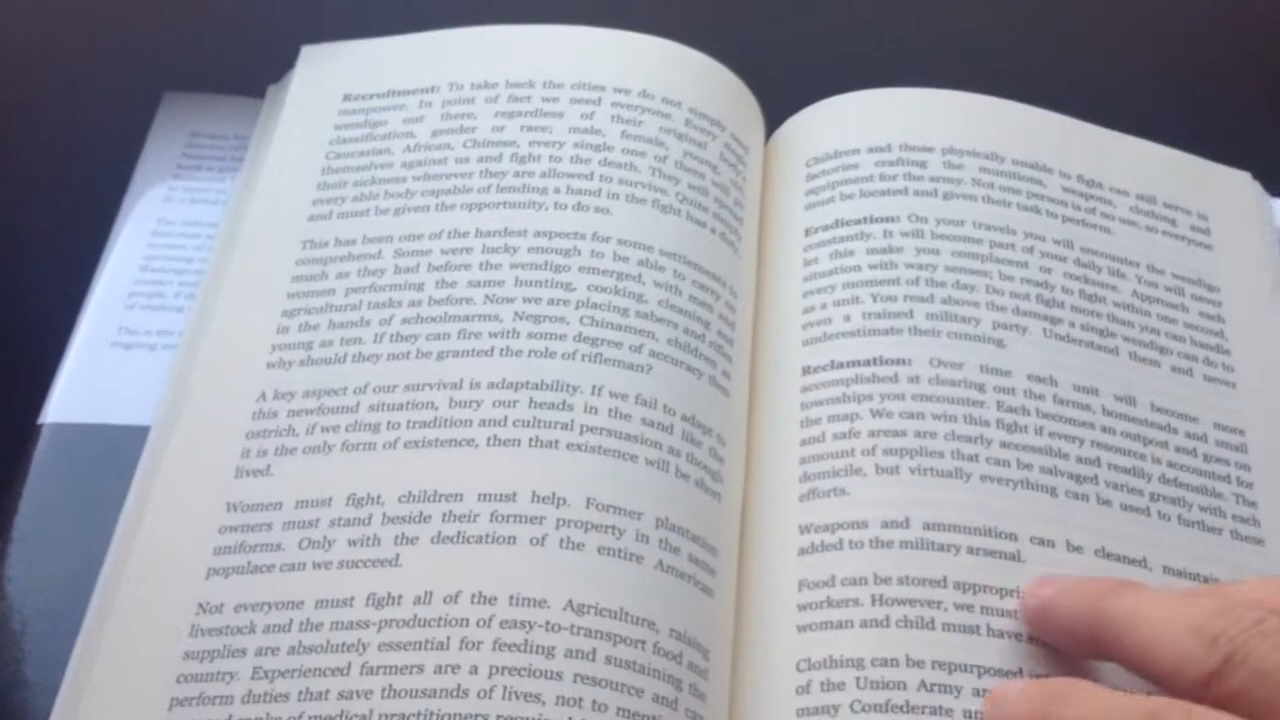 Recruitment: To take back the cities we do not simply need
manpower. In point of fact we need everyone. Every single
wendigo out there, regardless of their original body's
classification, gender or race; male, female, young, old,
Caucasian, African, Chinese, every single one of them will pit
themselves against us and fight to the death. They will spread
their sickness wherever they are allowed to survive. Quite simply
every able body capable of lending a hand in the fight has a duty,
and must be given the opportunity, to do so.
This has been one of the hardest aspects for some settlements to
comprehend. Some were lucky enough to be able to carry on
much as they had before the wendigo emerged, with men and
women performing the same hunting, cooking, cleaning and
agricultural tasks as before. Now we are placing sabers and rifles
in the hands of schoolmarms, Negros, Chinamen, children as
young as ten. If they can fire with some degree of accuracy then
why should they not be granted the role of rifleman?
A key aspect of our survival is adaptability. If we fail to adapt to
this newfound situation, bury our heads in the sand like the
ostrich, if we cling to tradition and cultural persuasion as though
it is the only form of existence, then that existence will be short
lived.
Women must fight, children must help. Former plantation
owners must stand beside their former property in the same
uniforms. Only with the dedication of the entire American
populace can we succeed.
Not everyone must fight all of the time. Agriculture, raising
livestock and the mass-production of easy-to-transport food and
supplies are absolutely essential for feeding and sustaining the
country. Experienced farmers are a precious resource and can
perform duties that save thousands of lives, not to mention
ranks of medical practitioners
Children and those physically unable to fight can still serve in
factories crafting the munitions, weapons, clothing and
equipment for the army. Not one person is of no use, so everyone
must be located and given their task to perform.
Eradication: On your travels you will encounter the wendigo
constantly. It will become part of your daily life. You will never
let this make you complacent or cocksure. Approach each
situation with wary senses; be ready to fight within one second,
every moment of the day. Do not fight more than you can handle
as a unit. You read above the damage a single wendigo can do to
even a trained military party. Understand them and never
underestimate their cunning.
Reclamation: Over time each unit will become more
accomplished at clearing out the farms, homesteads and small
townships you encounter. Each becomes an outpost and goes on
the map. We can win this fight if every resource is accounted for
and safe areas are clearly accessible and readily defensible. The
amount of supplies that can be salvaged varies greatly with each
domicile, but virtually everything can be used to further these
efforts.
Weapons and ammunition can be cleaned,
added to the military arsenal.
Food can be stored
workers. However, we must
woman and child must have
Clothing can be repurposed
of the Union Army
many Confederate